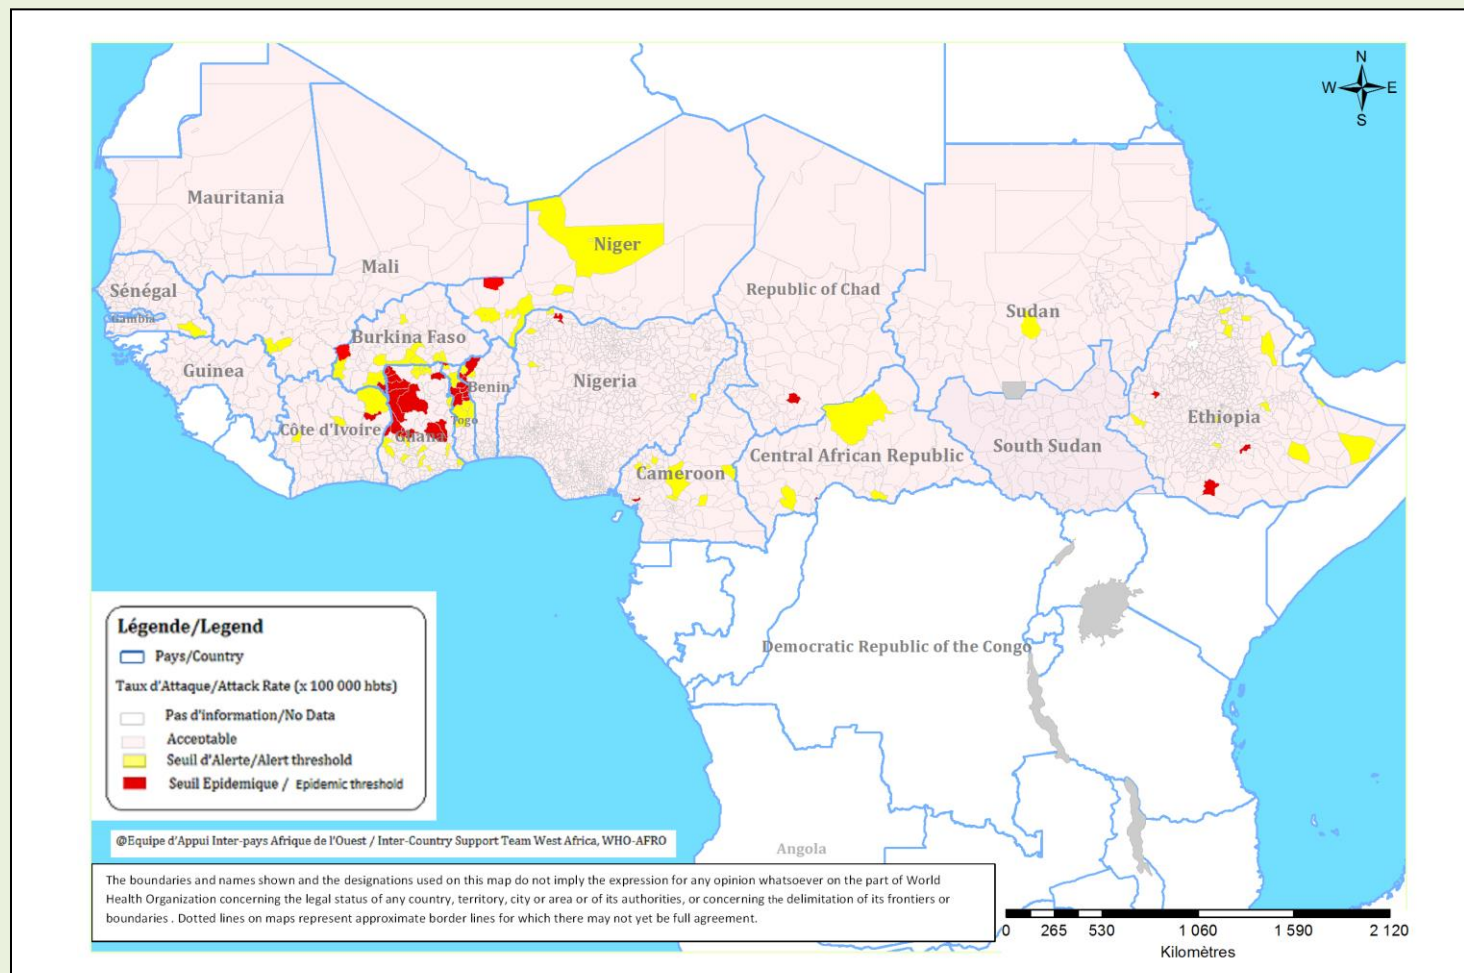 N
W E
S
Mauritania
Mali
Niger
Sénégal
Gambia
Burkina Faso
Guinea
Republic of Chad
Sudan
Nigeria
Benin
Togo
Côte d'Ivoire
Ghana
Ethiopia
South Sudan
Central African Republic
Cameroon
Democratic Republic of the Congo
Angola
Légende/Legend
Pays/Country
Taux d'Attaque/Attack Rate (x 100 000 hbts)
Pas d'information/No Data
Acceptable
Seuil d'Alerte/Alert threshold
Seuil Epidemique / Epidemic threshold
@Equipe d'Appui Inter-pays Afrique de l'Ouest / Inter-Country Support Team West Africa, WHO-AFRO
The boundaries and names shown and the designations used on this map do not imply the expression for any opinion whatsoever on the part of World
Health Organization concerning the legal status of any country, territory, city or area or of its authorities, or concerning the delimitation of its frontiers or
boundaries . Dotted lines on maps represent approximate border lines for which there may not yet be full agreement.
0 265 530 1 060 1 590 2 120
Kilomètres